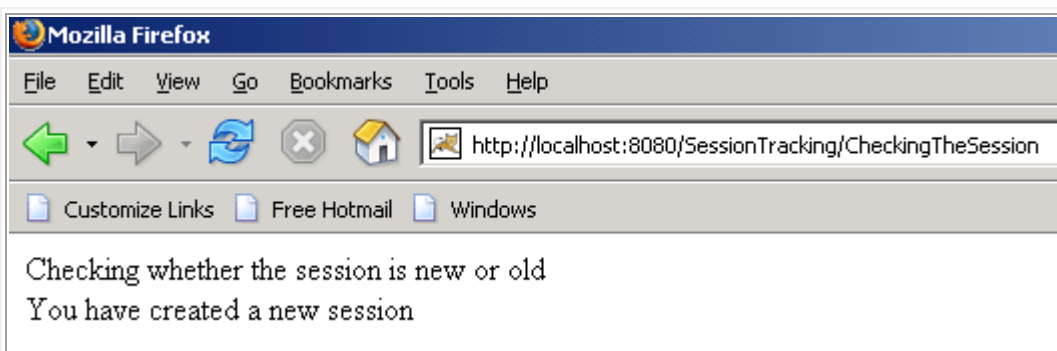 Mozilla Firefox
File Edit View Go Bookmarks Tools Help
http://localhost:8080/SessionTracking/CheckingTheSession
Customize Links Free Hotmail Windows
Checking whether the session is new or old
You have created a new session